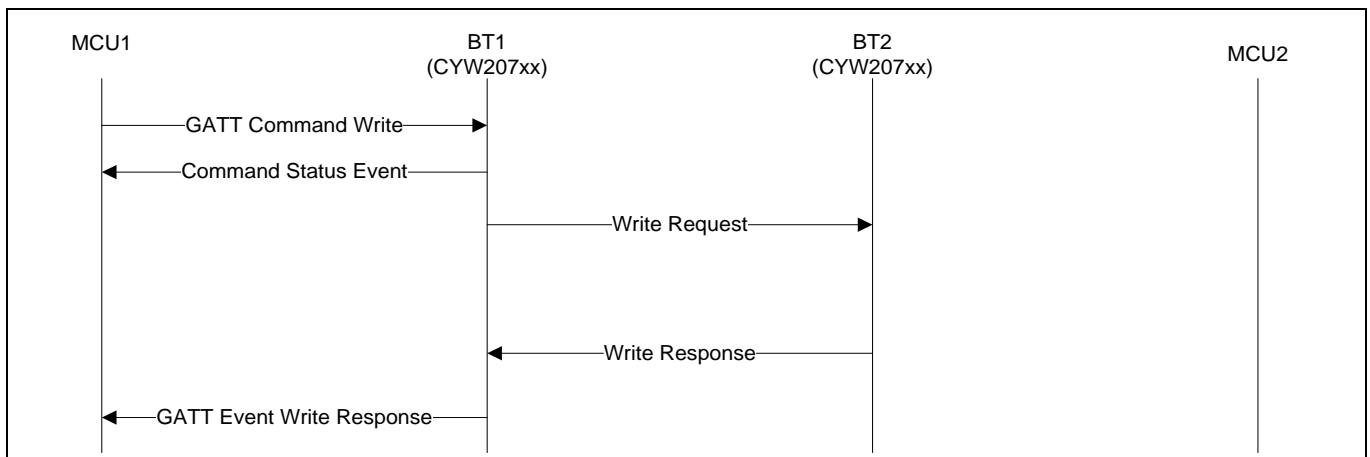 MCU1
BT1
(CYW207xx)
BT2
(CYW207xx)
MCU2
GATT Command Write
Command Status Event
Write Request
Write Response
GATT Event Write Response